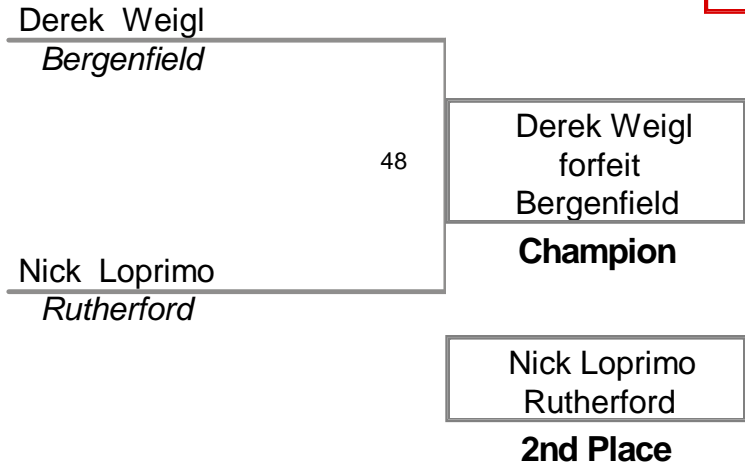 Derek Weigl
Bergenfield
48
Derek Weigl
forfeit
Bergenfield
Champion
Nick Loprimo
Rutherford
Nick Loprimo
Rutherford
2nd Place